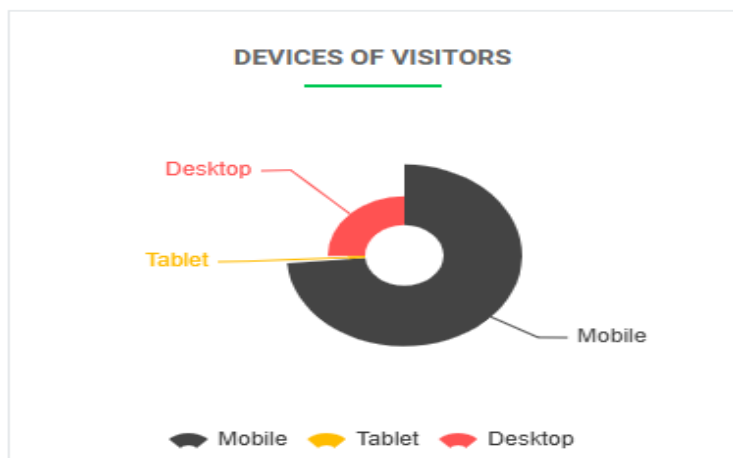 DEVICES OF VISITORS
Desktop
Tablet
Mobile
Mobile Tablet Desktop